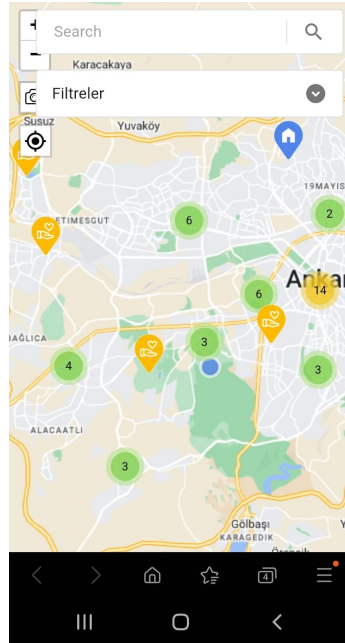 Search
Karacakaya
Filtreler
Susuz
Yuvaköy
19MAYIS
2
ETIMESGUT
6
Ankar
6
14
AĞLICA
3
4
3
ALACAATLI
3
Gölbaşı
KARAGEDIK
Y
4